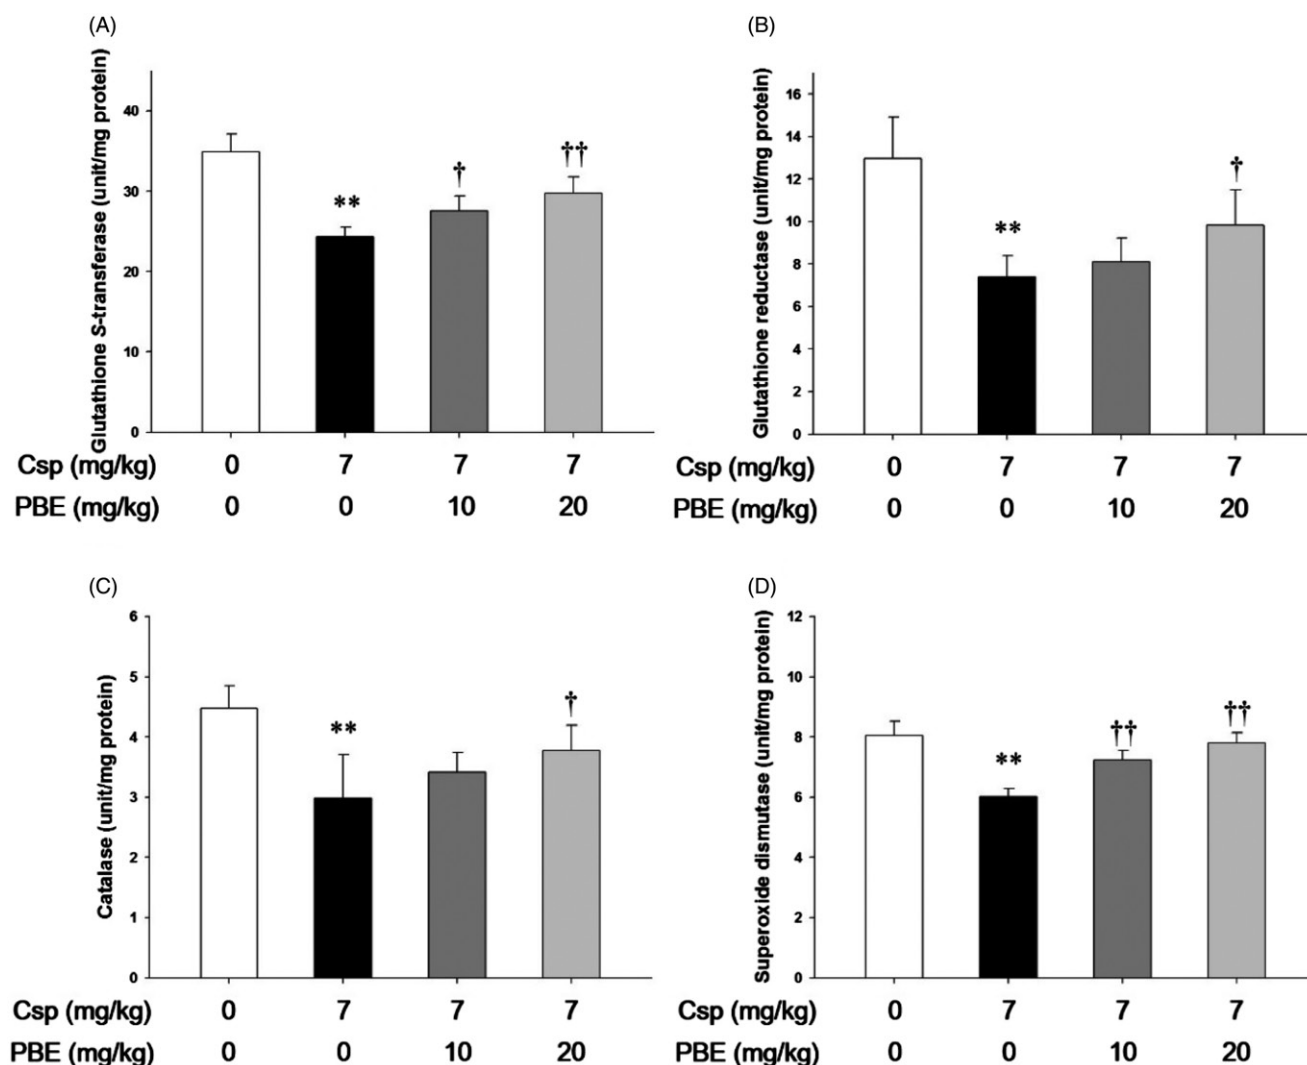 (A)
Glutathione S-transferase (unit/mg protein)
40
30
20
10
0
**
†
††
Csp (mg/kg) 0 7 7 7
PBE (mg/kg) 0 0 10 20
(B)
Glutathione reductase (unit/mg protein)
16
14
12
10
8
6
4
2
0
**
†
Csp (mg/kg) 0 7 7 7
PBE (mg/kg) 0 0 10 20
(C)
Catalase (unit/mg protein)
6
5
4
3
2
1
0
**
†
Csp (mg/kg) 0 7 7 7
PBE (mg/kg) 0 0 10 20
(D)
Superoxide dismutase (unit/mg protein)
12
10
8
6
4
2
0
**
††
††
Csp (mg/kg) 0 7 7 7
PBE (mg/kg) 0 0 10 20